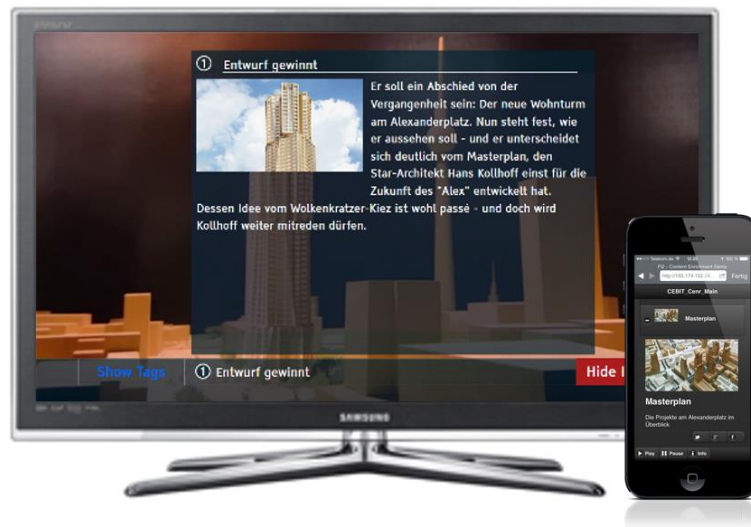 ① Entwurf gewinnt
Er soll ein Abschied von der
Vergangenheit sein: Der neue Wohnturm
am Alexanderplatz. Nun steht fest, wie
er aussehen soll - und er unterscheidet
sich deutlich vom Masterplan, den
Star-Architekt Hans Kollhoff einst für die
Zukunft des "Alex" entwickelt hat.
Dessen Idee vom Wolkenkratzer-Kiez ist wohl passé - und doch wird
Kollhoff weiter mitreden dürfen.
Show Tags
① Entwurf gewinnt
Hide
SAMSUNG
Fertig
CEBIT_Cenr_Main
Masterplan
Masterplan
Die Projekte am Alexanderplatz im
Überblick
Play Pause Info